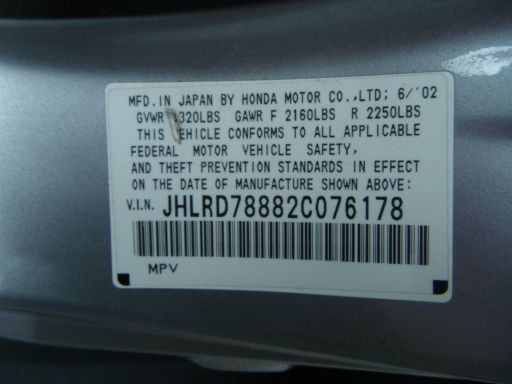 MFD. IN JAPAN BY HONDA MOTOR CO.,LTD; 6/'02
GVWR 320LBS GAWR F 2160LBS R 2250LBS
THIS VEHICLE CONFORMS TO ALL APPLICABLE
FEDERAL MOTOR VEHICLE SAFETY,
AND THEFT PREVENTION STANDARDS IN EFFECT
ON THE DATE OF MANUFACTURE SHOWN ABOVE:
V.I.N. JHLRD78882C076178
MPV